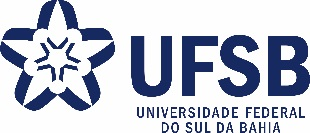 UFSB
UNIVERSIDADE FEDERAL
DO SUL DA BAHIA